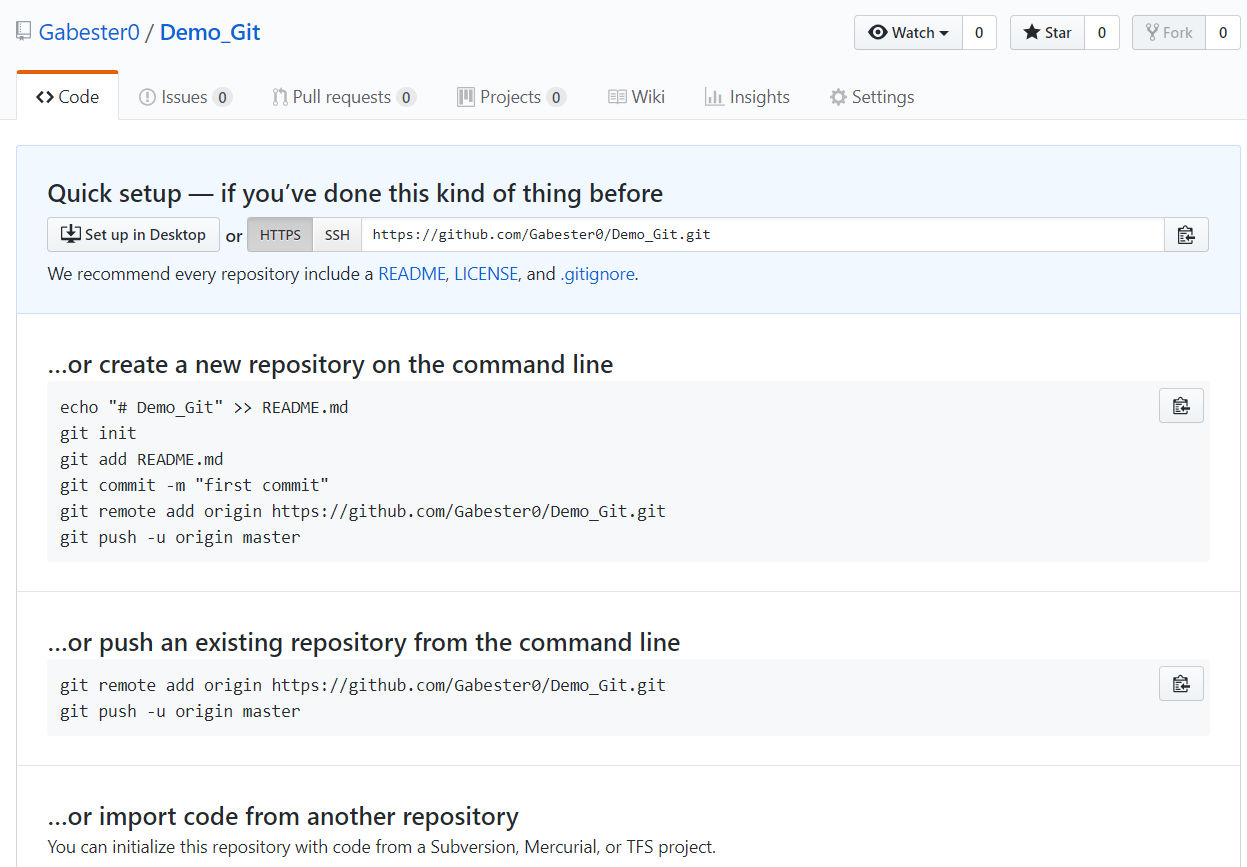 Gabester0 / Demo_Git
Watch 0 Star 0 Fork 0
Code Issues 0 Pull requests 0 Projects 0 Wiki Insights Settings
Quick setup — if you’ve done this kind of thing before
Set up in Desktop or HTTPS SSH https://github.com/Gabester0/Demo_Git.git
We recommend every repository include a README, LICENSE, and .gitignore.
…or create a new repository on the command line
echo "# Demo_Git" >> README.md
git init
git add README.md
git commit -m "first commit"
git remote add origin https://github.com/Gabester0/Demo_Git.git
git push -u origin master
…or push an existing repository from the command line
git remote add origin https://github.com/Gabester0/Demo_Git.git
git push -u origin master
…or import code from another repository
You can initialize this repository with code from a Subversion, Mercurial, or TFS project.